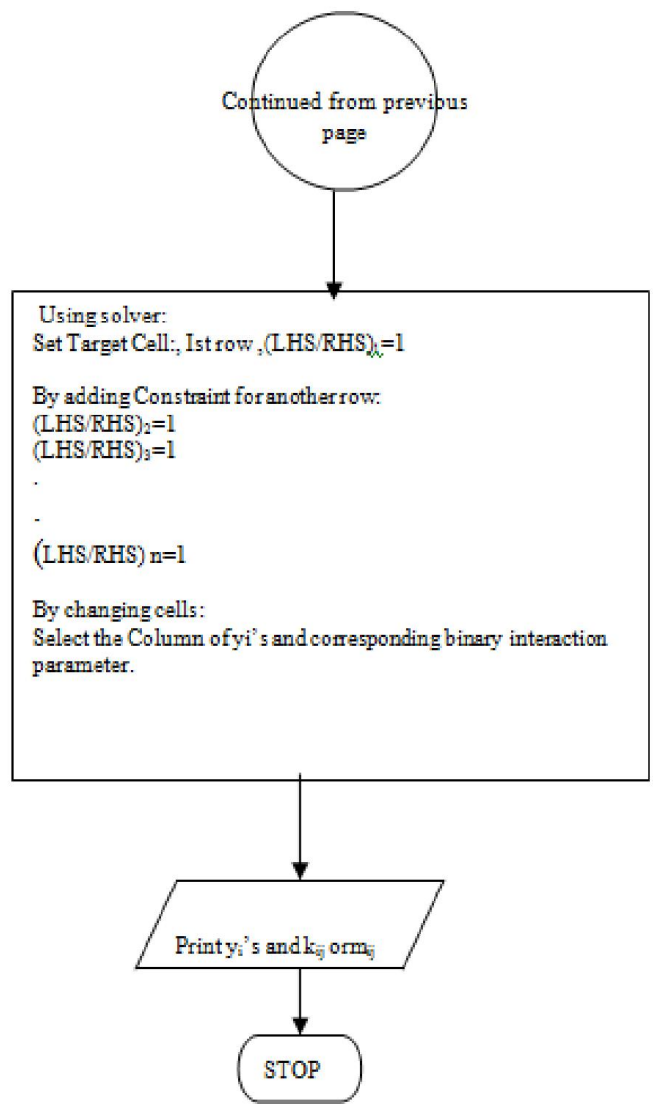 Continued from previous
page
Using solver:
Set Target Cell:, Ist row ,(LHS/RHS)₁=1
By adding Constraint for another row:
(LHS/RHS)₂=1
(LHS/RHS)₃=1
.
.
(LHS/RHS) n=1
By changing cells:
Select the Column of yi's and corresponding binary interaction
parameter.
Print yᵢ's and kᵢⱼ or mᵢⱼ
STOP